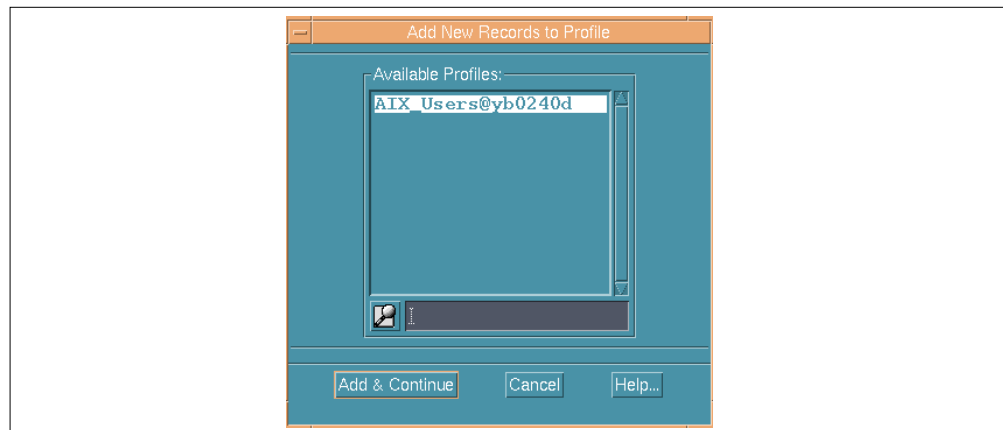 Add New Records to Profile
Available Profiles:
AIX_Users@yb0240d
Add & Continue
Cancel
Help...